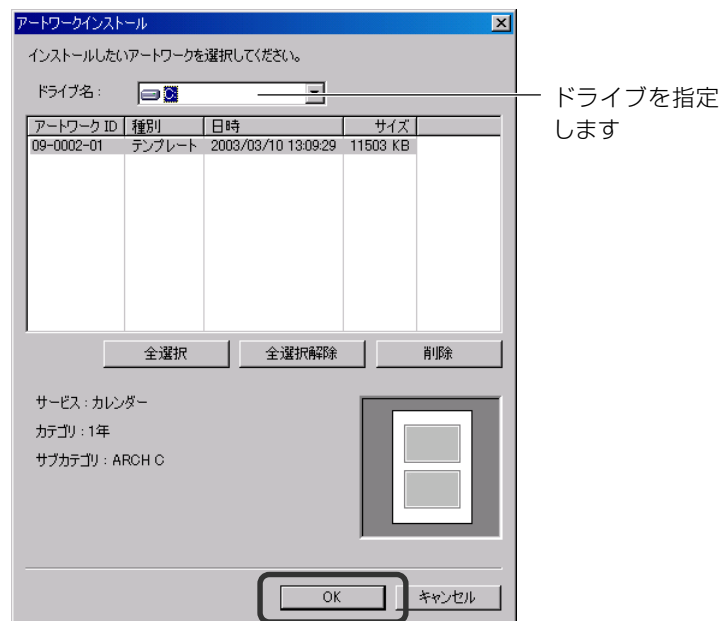 アートワークインストール
インストールしたいアートワークを選択してください。
ドライブ名： C:
ドライブを指定
します
アートワーク ID 種別 日時 サイズ
09-0002-01 テンプレート 2003/03/10 13:09:29 11503 KB
全選択 全選択解除 削除
サービス：カレンダー
カテゴリ：1年
サブカテゴリ：ARCH C
OK キャンセル